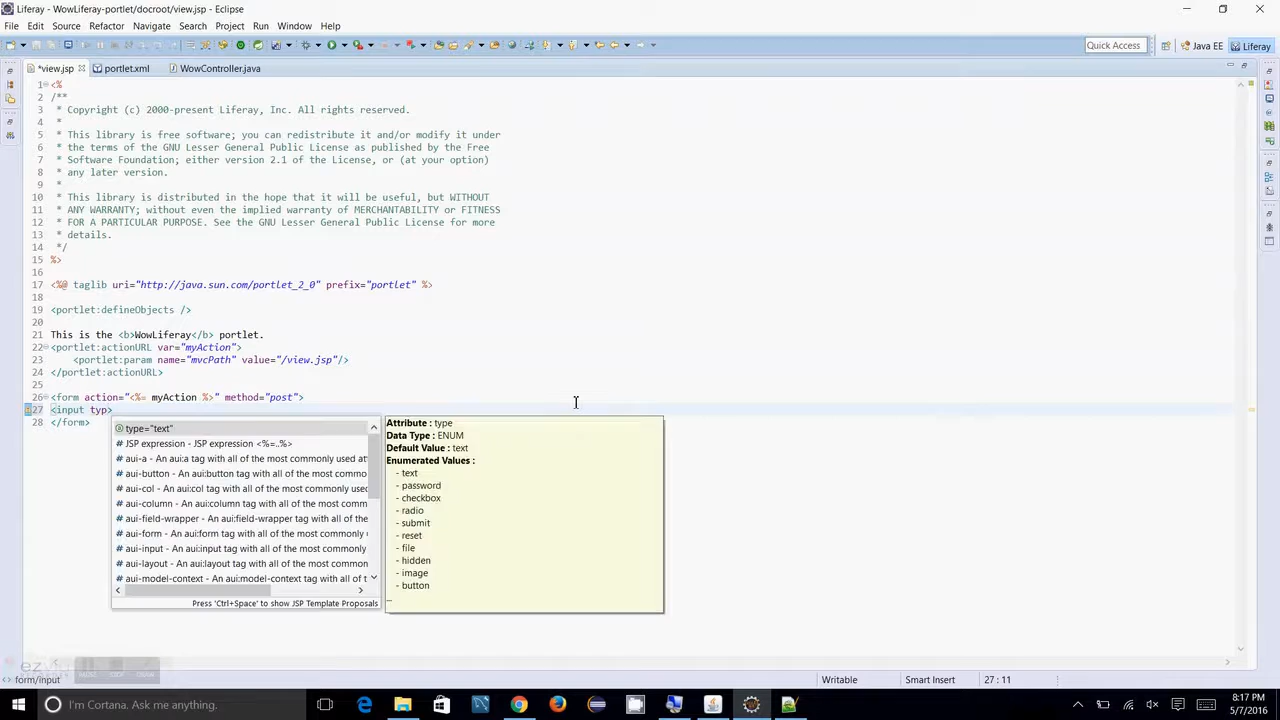 Liferay - WowLiferay-portlet/docroot/view.jsp - Eclipse
File Edit Source Refactor Navigate Search Project Run Window Help
Quick Access Java EE Liferay
*view.jsp portlet.xml WowController.java
1 <%
2 /**
3 * Copyright (c) 2000-present Liferay, Inc. All rights reserved.
4 *
5 * This library is free software; you can redistribute it and/or modify it under
6 * the terms of the GNU Lesser General Public License as published by the Free
7 * Software Foundation; either version 2.1 of the License, or (at your option)
8 * any later version.
9 *
10 * This library is distributed in the hope that it will be useful, but WITHOUT
11 * ANY WARRANTY; without even the implied warranty of MERCHANTABILITY or FITNESS
12 * FOR A PARTICULAR PURPOSE. See the GNU Lesser General Public License for more
13 * details.
14 */
15 %>
16
17 <%@ taglib uri="http://java.sun.com/portlet_2_0" prefix="portlet" %>
18
19 <portlet:defineObjects />
20
21 This is the <b>WowLiferay</b> portlet.
22 <portlet:actionURL var="myAction">
23 <portlet:param name="mvcPath" value="/view.jsp"/>
24 </portlet:actionURL>
25
26 <form action="<%= myAction %>" method="post">
27 <input typ>
28 </form>
type="text"
# JSP expression - JSP expression <%=..%>
# aui-a - An aui:a tag with all of the most commonly used at
# aui-button - An aui:button tag with all of the most commo
# aui-col - An aui:col tag with all of the most commonly used
# aui-column - An aui:column tag with all of the most comm
# aui-field-wrapper - An aui:field-wrapper tag with all of the
# aui-form - An aui:form tag with all of the most commonly
# aui-input - An aui:input tag with all of the most commonly
# aui-layout - An aui:layout tag with all of the most common
# aui-model-context - An aui:model-context tag with all of t
Press 'Ctrl+Space' to show JSP Template Proposals
Attribute : type
Data Type : ENUM
Default Value : text
Enumerated Values :
- text
- password
- checkbox
- radio
- submit
- reset
- file
- hidden
- image
- button
form/input Writable Smart Insert 27 : 11
I'm Cortana. Ask me anything.
8:17 PM
5/7/2016